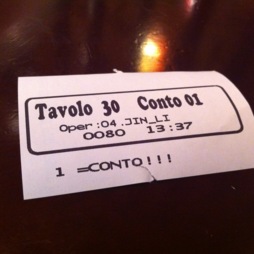 Tavolo 30 Conto 01
Oper:04.JIN_LI
0080 13:37
1 =CONTO!!!